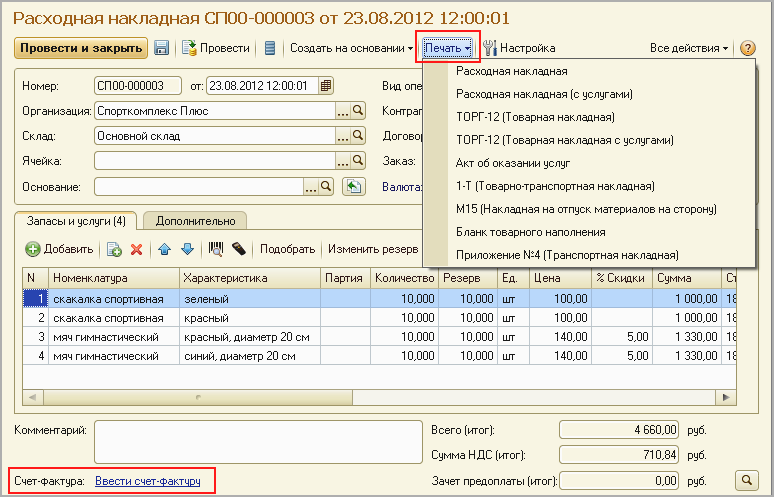 Расходная накладная СП00-000003 от 23.08.2012 12:00:01
Провести и закрыть Провести Создать на основании Печать Настройка Все действия ?
Расходная накладная
Расходная накладная (с услугами)
ТОРГ-12 (Товарная накладная)
ТОРГ-12 (Товарная накладная с услугами)
Акт об оказании услуг
1-Т (Товарно-транспортная накладная)
М15 (Накладная на отпуск материалов на сторону)
Бланк товарного наполнения
Приложение №4 (Транспортная накладная)
Номер: СП00-000003 от: 23.08.2012 12:00:01 Вид опе
Организация: Спорткомплекс Плюс ... Контраг
Склад: Основной склад ... Договор
Ячейка: ... Заказ:
Основание: ... Валюта:
Запасы и услуги (4) Дополнительно
Добавить Подобрать Изменить резерв
N Номенклатура Характеристика Партия Количество Резерв Ед. Цена % Скидки Сумма Ст
1 скакалка спортивная зеленый 10,000 10,000 шт 100,00 1 000,00 18
2 скакалка спортивная красный 10,000 10,000 шт 100,00 1 000,00 18
3 мяч гимнастический красный, диаметр 20 см 10,000 10,000 шт 140,00 5,00 1 330,00 18
4 мяч гимнастический синий, диаметр 20 см 10,000 10,000 шт 140,00 5,00 1 330,00 18
Комментарий: Всего (итог): 4 660,00 руб.
Сумма НДС (итог): 710,84 руб.
Счет-фактура: Ввести счет-фактуру Зачет предоплаты (итог): 0,00 руб.